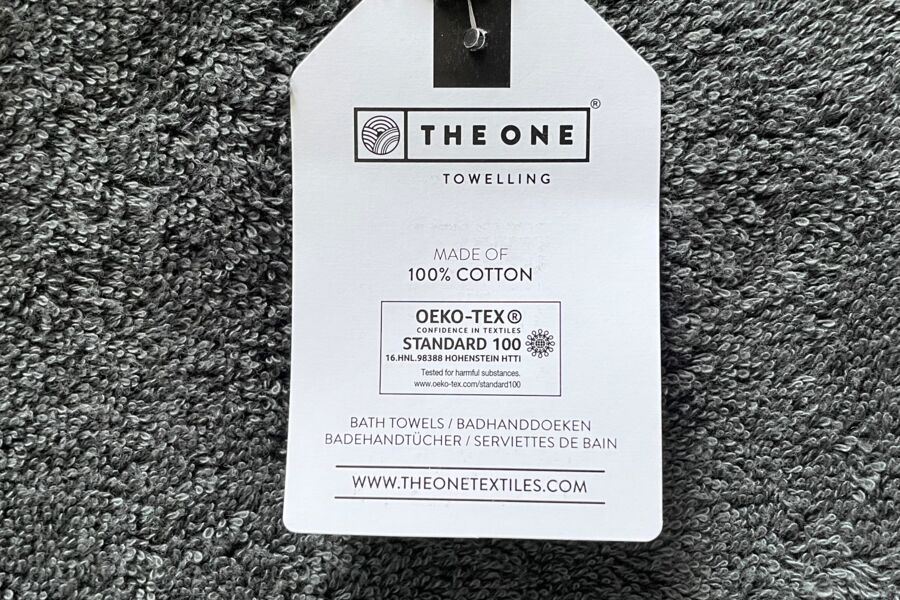 THE ONE®
TOWELLING
MADE OF
100% COTTON
OEKO-TEX®
CONFIDENCE IN TEXTILES
STANDARD 100
16.HNL.98388 HOHENSTEIN HTTI
Tested for harmful substances.
www.oeko-tex.com/standard100
BATH TOWELS / BADHANDDOEKEN
BADEHANDTÜCHER / SERVIETTES DE BAIN
WWW.THEONETEXTILES.COM